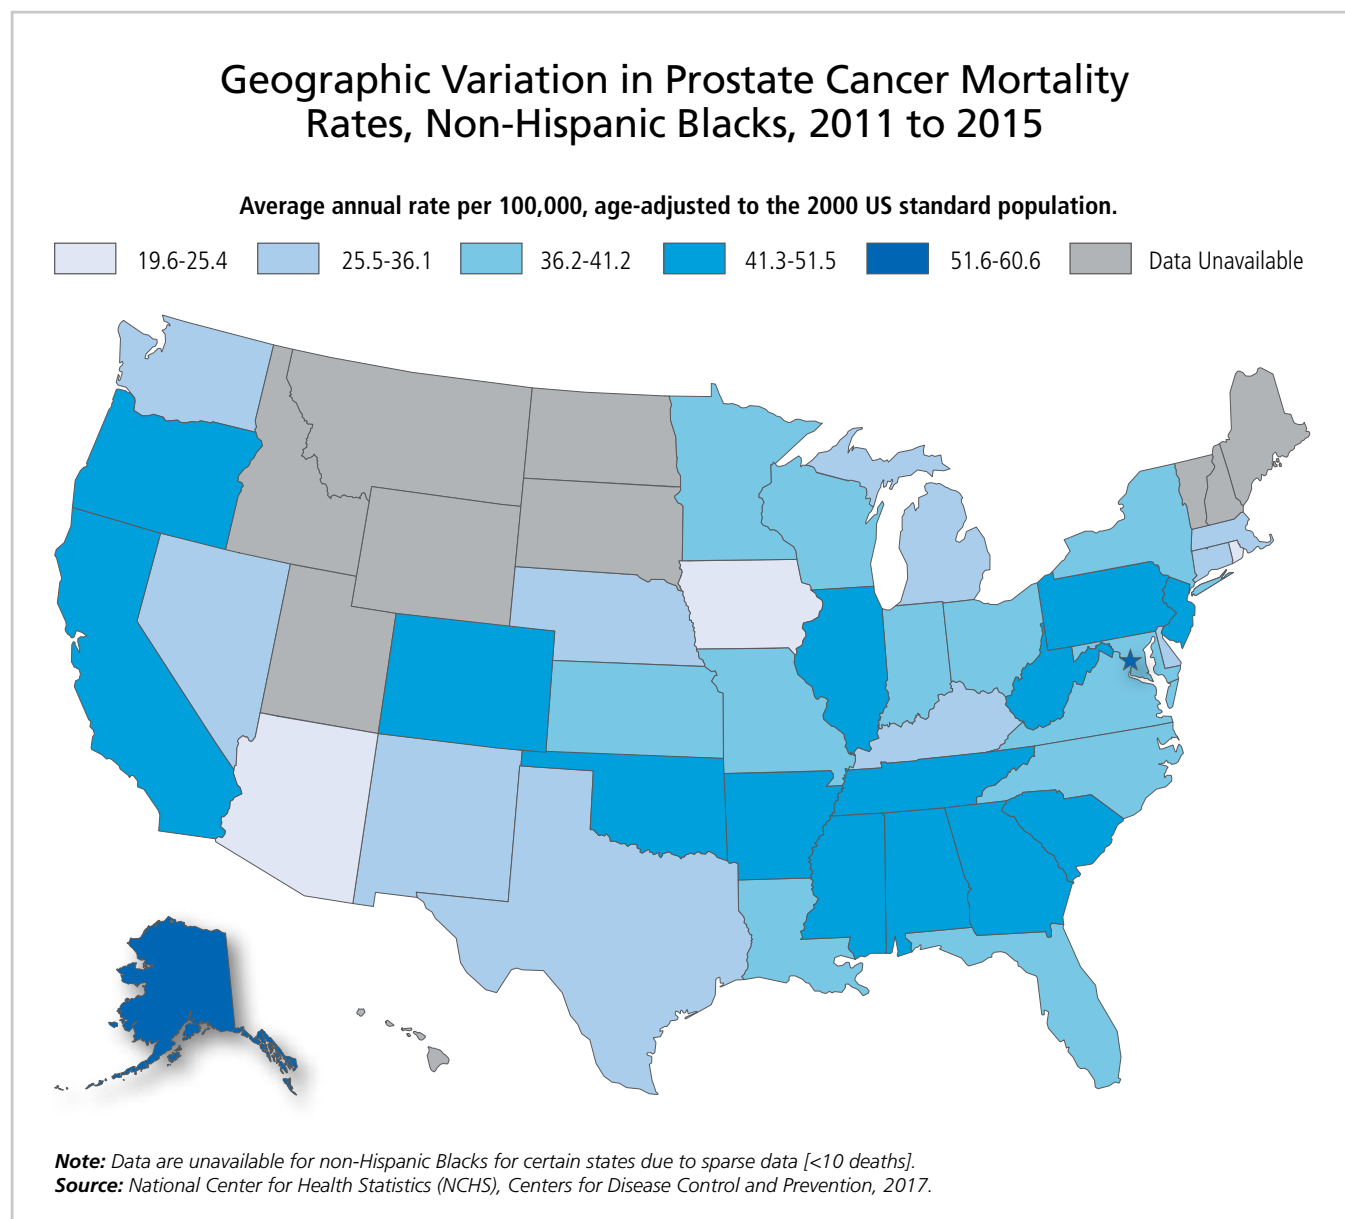 Geographic Variation in Prostate Cancer Mortality
Rates, Non-Hispanic Blacks, 2011 to 2015
Average annual rate per 100,000, age-adjusted to the 2000 US standard population.
19.6-25.4 25.5-36.1 36.2-41.2 41.3-51.5 51.6-60.6 Data Unavailable
Note: Data are unavailable for non-Hispanic Blacks for certain states due to sparse data [<10 deaths].
Source: National Center for Health Statistics (NCHS), Centers for Disease Control and Prevention, 2017.